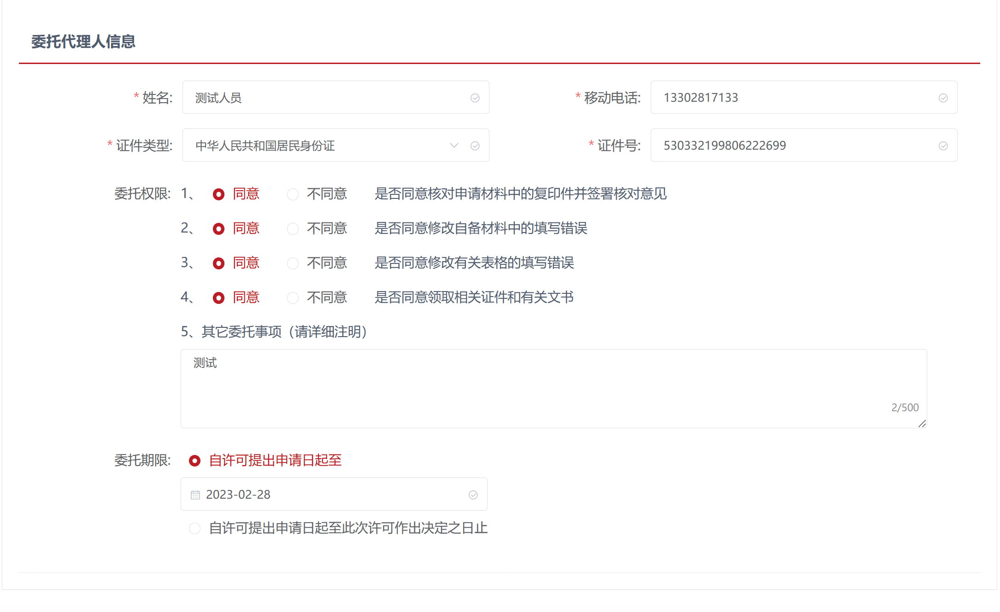 委托代理人信息
* 姓名: 测试人员 * 移动电话: 13302817133
* 证件类型: 中华人民共和国居民身份证 * 证件号: 530332199806222699
委托权限: 1、 同意 不同意 是否同意核对申请材料中的复印件并签署核对意见
2、 同意 不同意 是否同意修改自备材料中的填写错误
3、 同意 不同意 是否同意修改有关表格的填写错误
4、 同意 不同意 是否同意领取相关证件和有关文书
5、其它委托事项（请详细注明）
测试
2/500
委托期限: 自许可提出申请日起至
2023-02-28
自许可提出申请日起至此次许可作出决定之日止